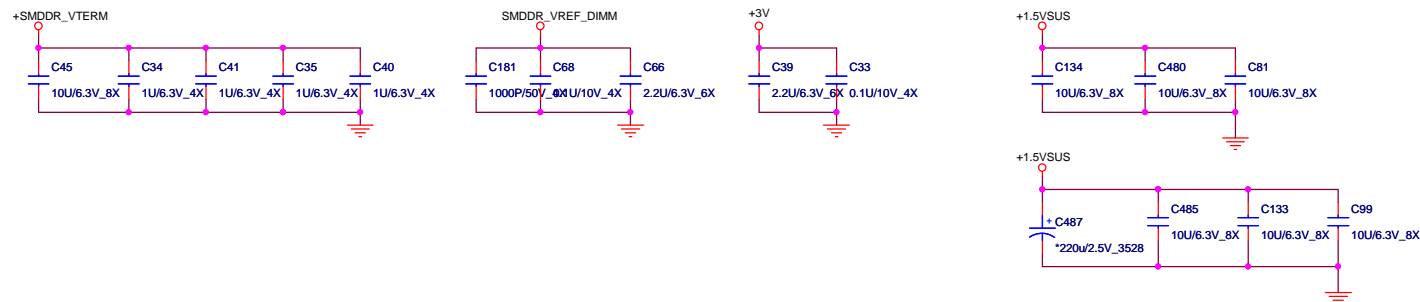 +SMDDR_VTERM
C45
10U/6.3V_8X
C34
1U/6.3V_4X
C41
1U/6.3V_4X
C35
1U/6.3V_4X
C40
1U/6.3V_4X
SMDDR_VREF_DIMM
C181
1000P/50V_4X
C68
0.1U/10V_4X
C66
2.2U/6.3V_6X
+3V
C39
2.2U/6.3V_6X
C33
0.1U/10V_4X
+1.5VSUS
C134
10U/6.3V_8X
C480
10U/6.3V_8X
C81
10U/6.3V_8X
+1.5VSUS
+
C487
*220u/2.5V_3528
C485
10U/6.3V_8X
C133
10U/6.3V_8X
C99
10U/6.3V_8X